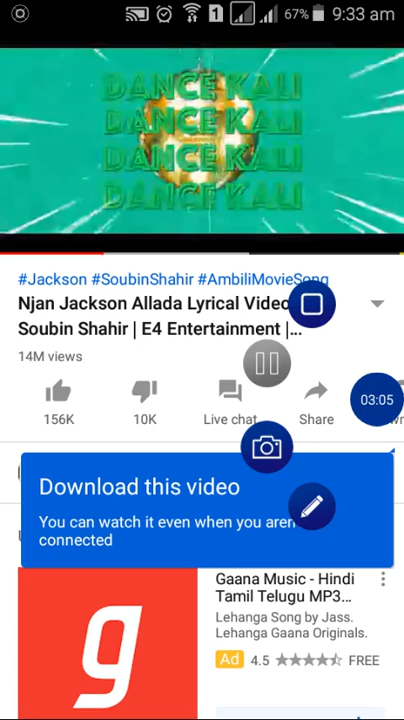 1
67%
9:33 am
DANCE KALI
DANCE KALI
DANCE KALI
DANCE KALI
#Jackson #SoubinShahir #AmbiliMovieSong
Njan Jackson Allada Lyrical Video
Soubin Shahir | E4 Entertainment |...
14M views
03:05
156K
10K
Live chat
Share
Download this video
You can watch it even when you aren
connected
Gaana Music - Hindi
Tamil Telugu MP3...
Lehanga Song by Jass.
Lehanga Gaana Originals.
Ad 4.5 FREE
g